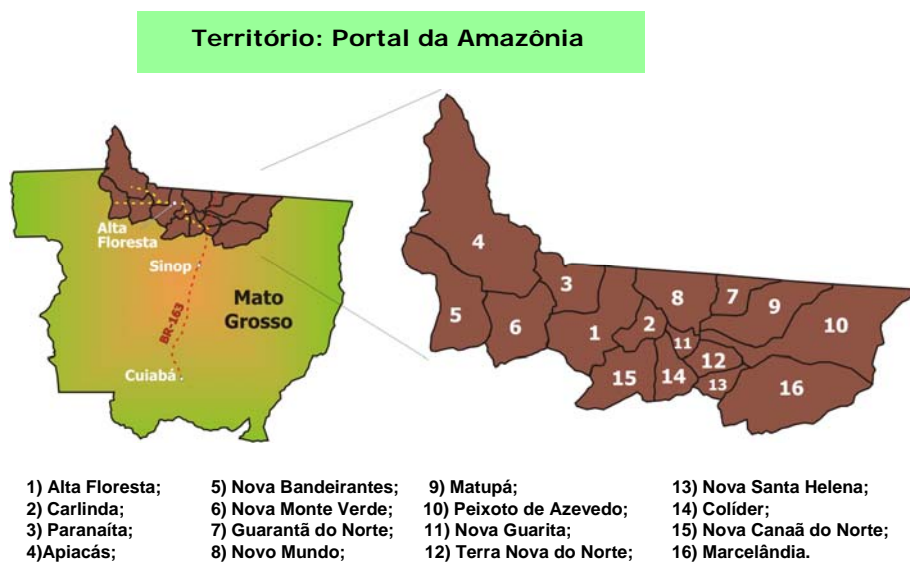 Território: Portal da Amazônia
Alta
Floresta
Sinop
BR-163
Mato
Grosso
Cuiabá
4
3
8
7
9
10
5
6
1
2
11
12
15
14
13
16
1) Alta Floresta;
2) Carlinda;
3) Paranaíta;
4)Apiacás;
5) Nova Bandeirantes;
6) Nova Monte Verde;
7) Guarantã do Norte;
8) Novo Mundo;
9) Matupá;
10) Peixoto de Azevedo;
11) Nova Guarita;
12) Terra Nova do Norte;
13) Nova Santa Helena;
14) Colíder;
15) Nova Canaã do Norte;
16) Marcelândia.